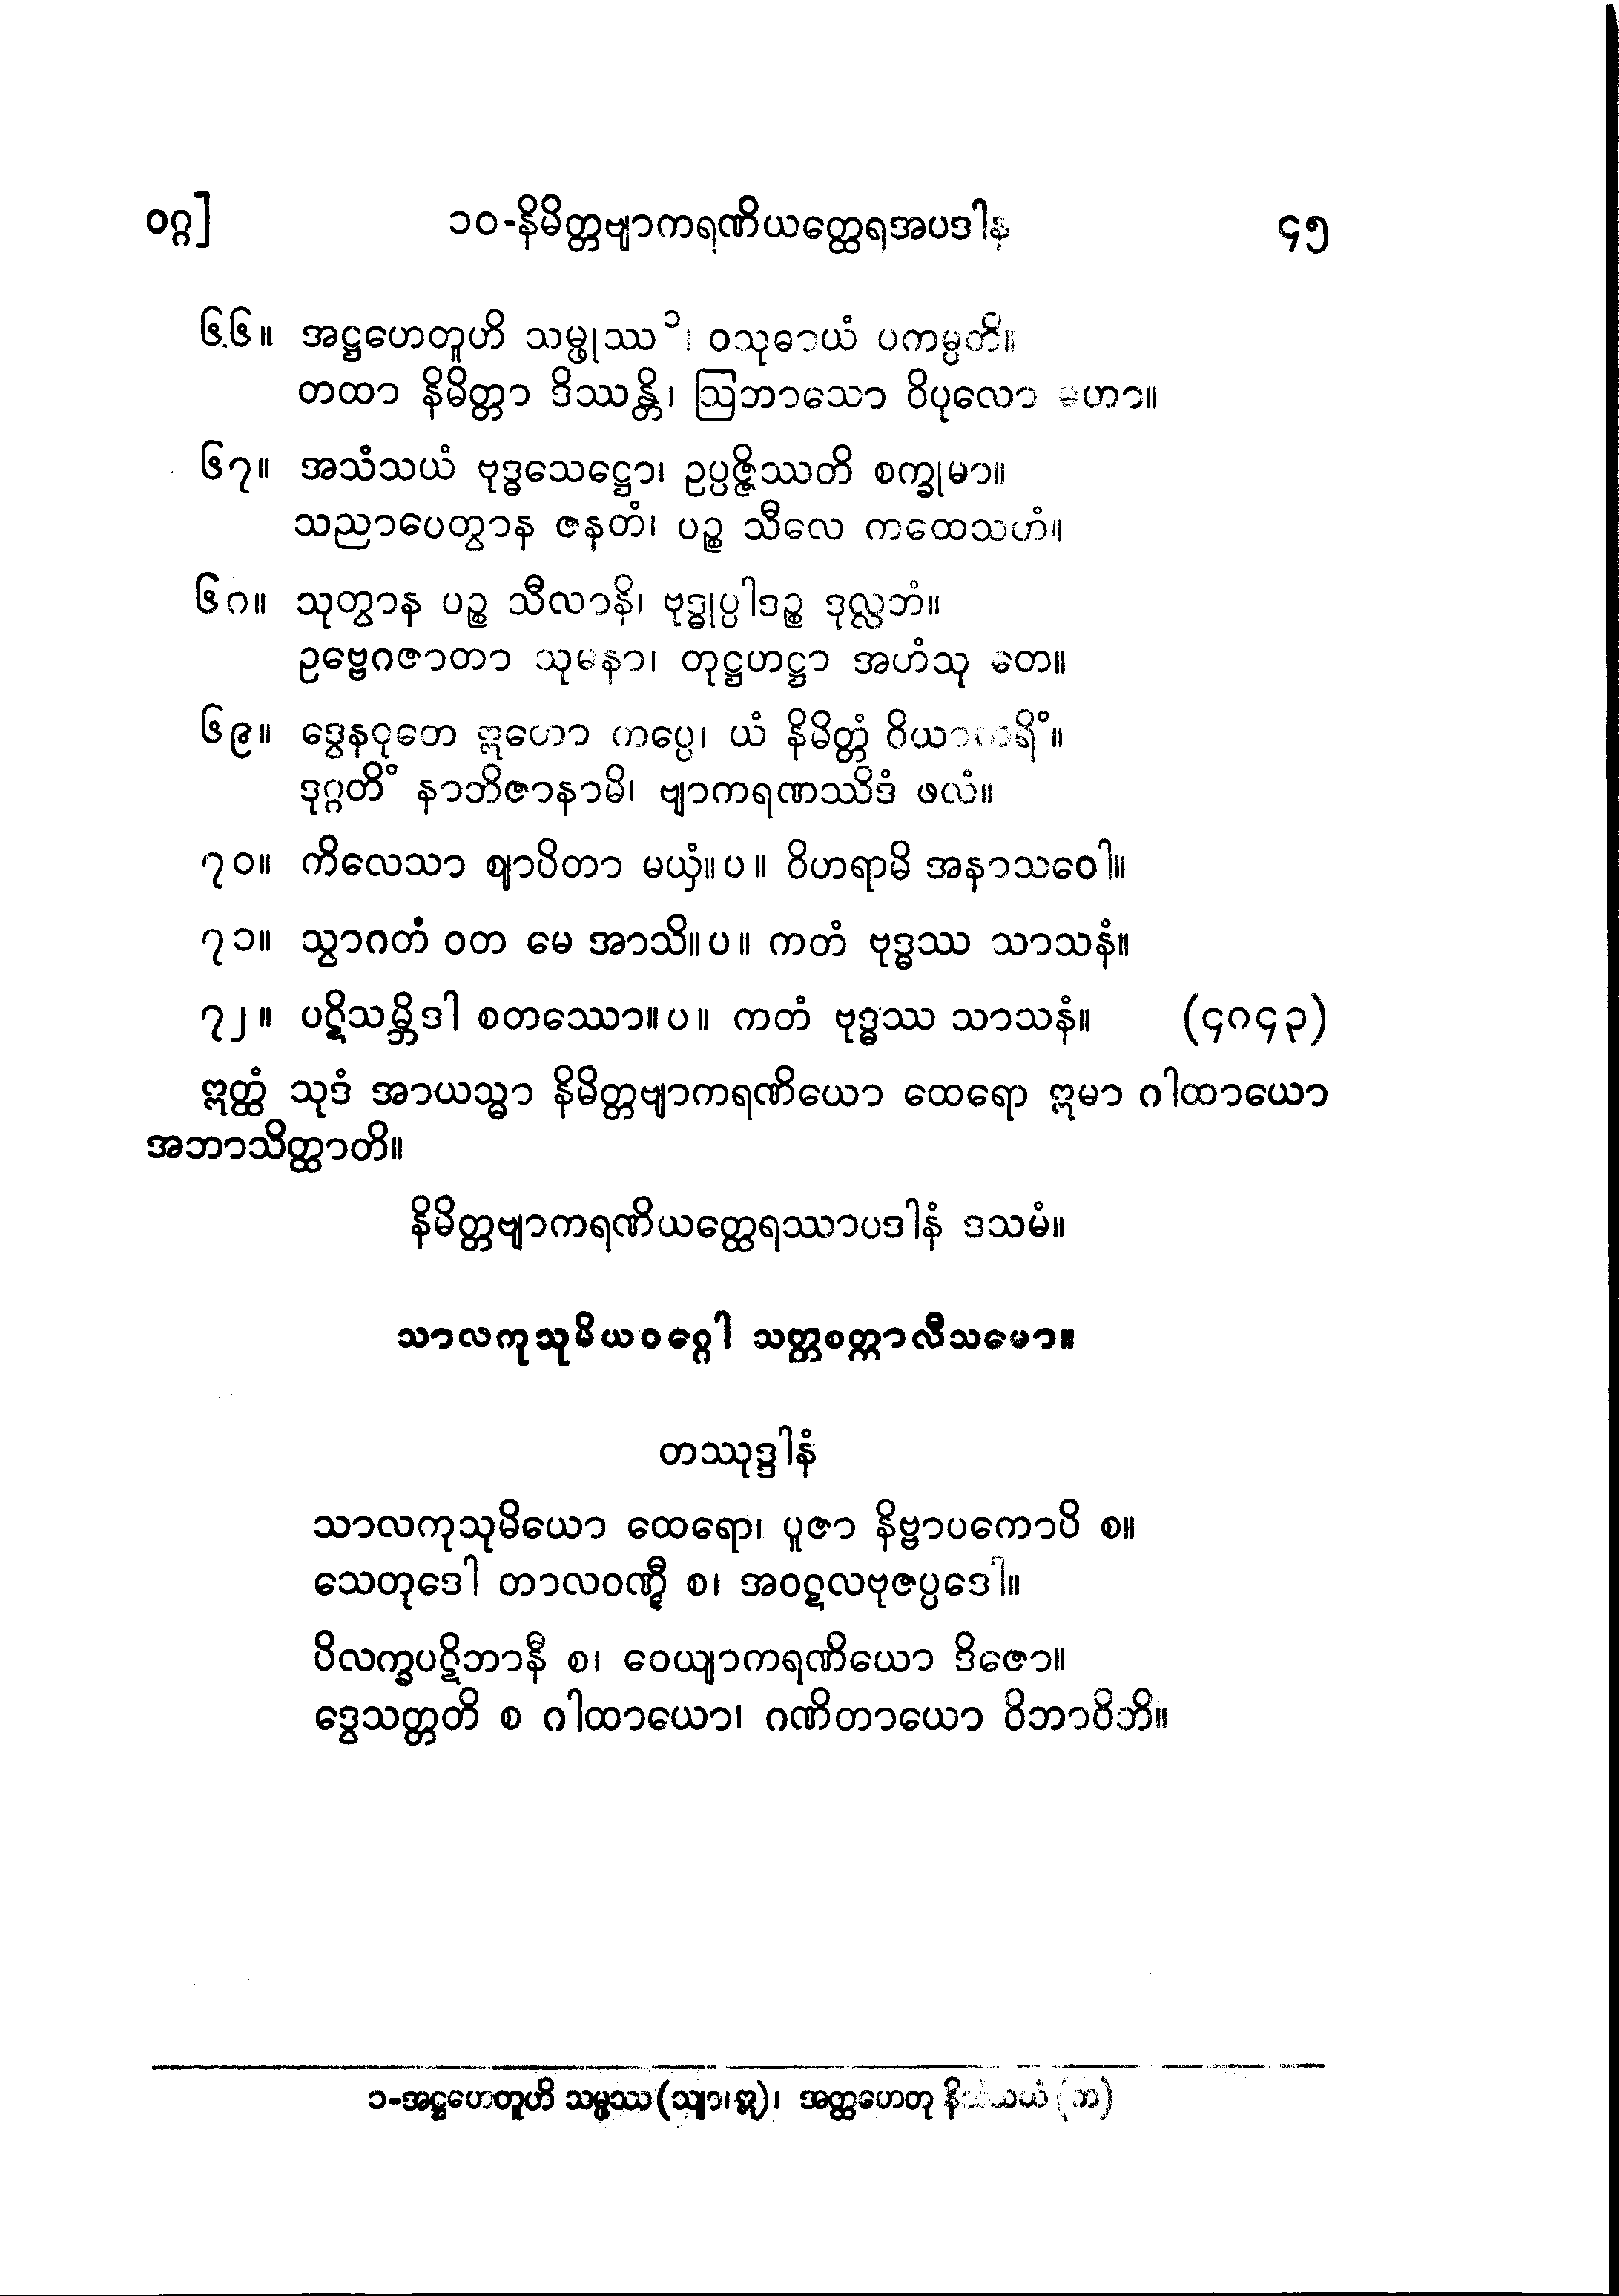 ဝဂ္ဂ]
၁၀-နိမိတ္တဗျာကရဏိယတ္ထေရအပဒါန
၄၅
၆၆။ အဋ္ဌဟေတူဟိ သမ္ဖုဿ၁၊ ဝသုဓာယံ ပကမ္ပတိ။
တထာ နိမိတ္တာ ဒိဿန္တိ၊ ဩဘာသော ဝိပုလော မဟာ။
၆၇။ အသံသယံ ဗုဒ္ဓသေဋ္ဌော၊ ဥပ္ပဇ္ဇိဿတိ စက္ခုမာ။
သညာပေတွာန ဇနတံ၊ ပဉ္စ သီလေ ကထေသဟံ။
၆၈။ သုတွာန ပဉ္စ သီလာနိ၊ ဗုဒ္ဓုပ္ပါဒဉ္စ ဒုလ္လဘံ။
ဥဗ္ဗေဂဇာတာ သုမနာ၊ တုဋ္ဌဟဋ္ဌာ အဟံသု တေ။
၆၉။ ဒွေနဝုတေ ဣတော ကပ္ပေ၊ ယံ နိမိတ္တံ ဝိယာကရိံ။
ဒုဂ္ဂတိံ နာဘိဇာနာမိ၊ ဗျာကရဏဿိဒံ ဖလံ။
၇၀။ ကိလေသာ ဈာပိတာ မယှံ။ပ။ ဝိဟရာမိ အနာသဝေါ။
၇၁။ သွာဂတံ ဝတ မေ အာသိ။ပ။ ကတံ ဗုဒ္ဓဿ သာသနံ။
၇၂။ ပဋိသမ္ဘိဒါ စတဿော။ပ။ ကတံ ဗုဒ္ဓဿ သာသနံ။ (၄၈၄၃)
ဣတ္ထံ သုဒံ အာယသ္မာ နိမိတ္တဗျာကရဏိယော ထေရော ဣမာ ဂါထာယော
အဘာသိတ္ထာတိ။
နိမိတ္တဗျာကရဏိယတ္ထေရဿာပဒါနံ ဒသမံ။
သာလကုသုမိယဝဂ္ဂေါ သတ္တစတ္တာလီသမော။
တဿုဒ္ဒါနံ
သာလကုသုမိယော ထေရော၊ ပူဇာ နိဗ္ဗာပကောပိ စ။
သေတုဒေါ တာလဝဏ္ဋီ စ၊ အဝဋလဗုဇပ္ပဒေါ။
ပိလက္ခပဋိဘာနီ စ၊ ဝေယျာကရဏိယော ဒိဇော။
ဒွေသတ္တတိ စ ဂါထာယော၊ ဂဏိတာယော ဝိဘာဝိဘိ။
၁-အဋ္ဌဟေတူဟိ သမ္ဗဿ (သျာ၊ဣ)၊ အတ္ထဟေတု နိသံသယံ (က)